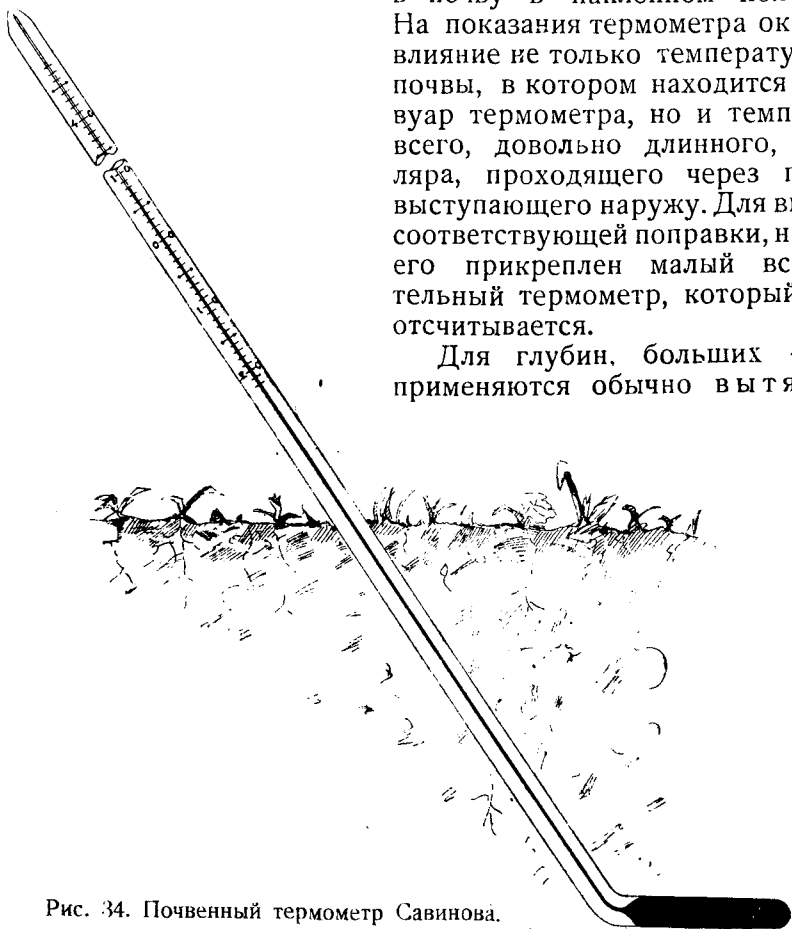 в почву в наклонном
На показания термометра ок
влияние не только температу
почвы, в котором находится
вуар термометра, но и темп
всего, довольно длинного,
ляра, проходящего через п
выступающего наружу. Для в
соответствующей поправки, н
его прикреплен малый вс
тельный термометр, который
отсчитывается.
Для глубин, больших
применяются обычно вытя
Рис. 34. Почвенный термометр Савинова.